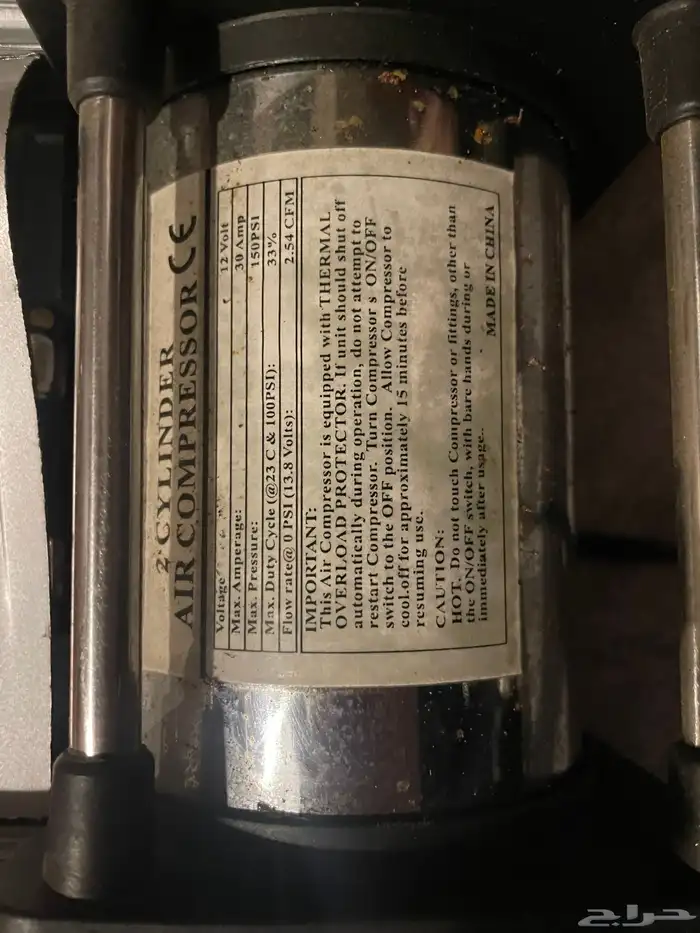 2 CYLINDER
AIR COMPRESSOR CE
Voltage 12 Volt
Max. Amperage: 30 Amp
Max. Pressure: 150PSI
Max. Duty Cycle (@23 C & 100PSI): 33%
Flow rate@ 0 PSI (13.8 Volts): 2.54 CFM
IMPORTANT:
This Air Compressor is equipped with THERMAL
OVERLOAD PROTECTOR. If unit should shut off
automatically during operation, do not attempt to
restart Compressor. Turn Compressor s ON/OFF
switch to the OFF position. Allow Compressor to
cool.off for approximately 15 minutes before
resuming use.
CAUTION:
HOT. Do not touch Compressor or fittings, other than
the ON/OFF switch, with bare hands during or
immediately after usage..
MADE IN CHINA
حراج